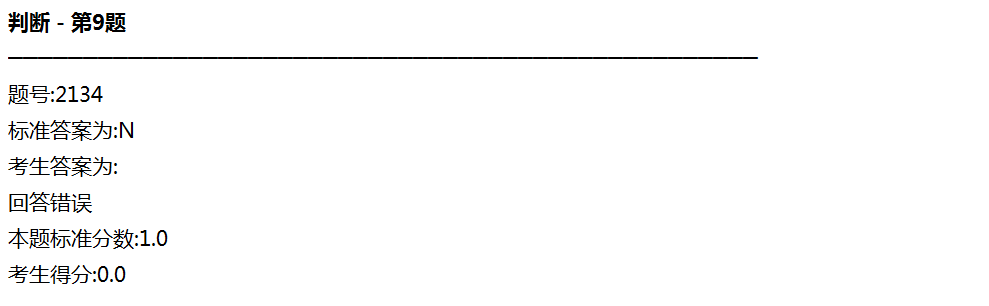 判断 - 第9题
题号:2134
标准答案为:N
考生答案为:
回答错误
本题标准分数:1.0
考生得分:0.0